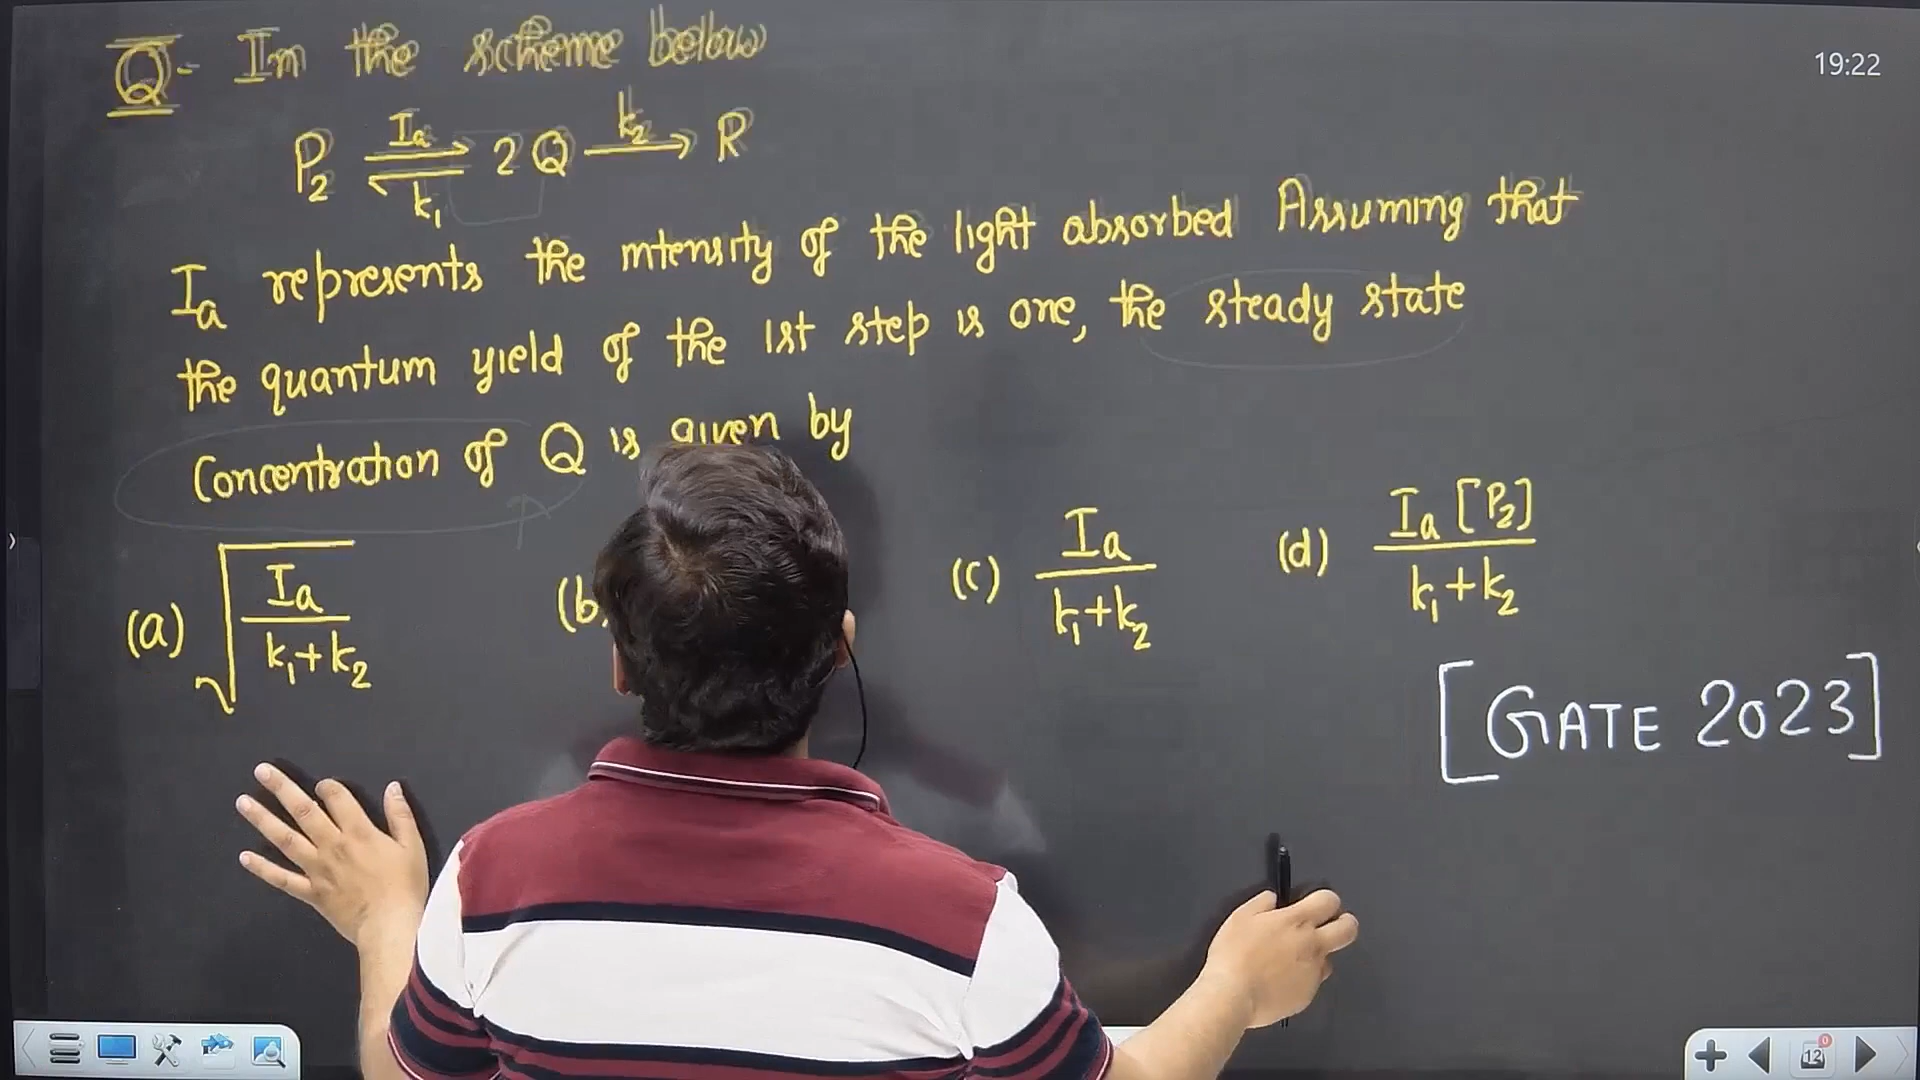 Q- In the scheme below
P₂ ⇌ 2Q → R
Ia k₂
k₁
Ia represents the intensity of the light absorbed Assuming that
the quantum yield of the 1st step is one, the steady state
Concentration of Q is given by
(a) √(Ia / k₁+k₂) (b) (c) Ia / k₁+k₂ (d) Ia [P₂] / k₁+k₂
[GATE 2023]
19:22
12
0